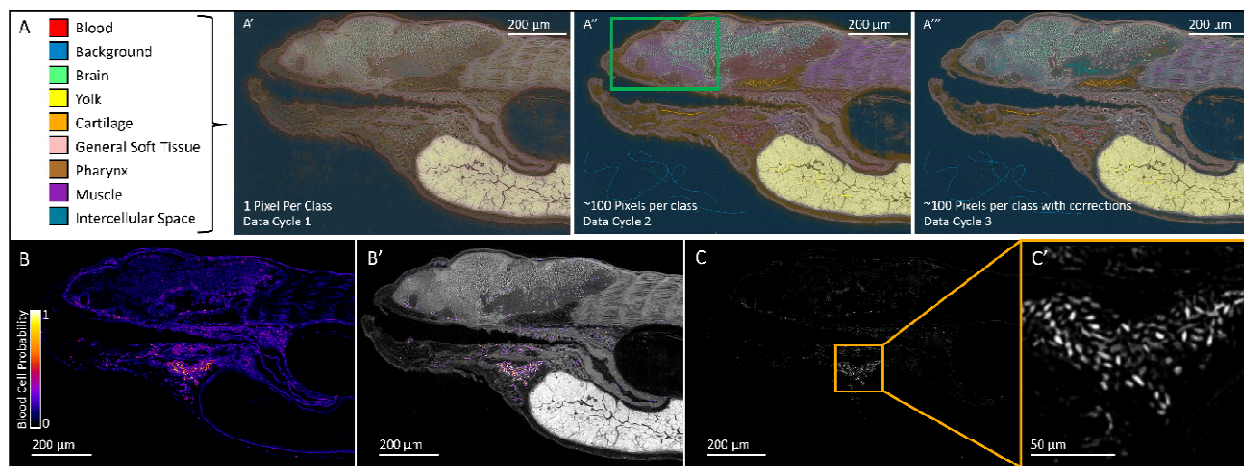 A
Blood
Background
Brain
Yolk
Cartilage
General Soft Tissue
Pharynx
Muscle
Intercellular Space
A'
200 µm
1 Pixel Per Class
Data Cycle 1
A''
200 µm
~100 Pixels per class
Data Cycle 2
A'''
200 µm
~100 Pixels per class with corrections
Data Cycle 3
B
1
Blood Cell Probability
0
200 µm
B'
200 µm
C
200 µm
C'
50 µm